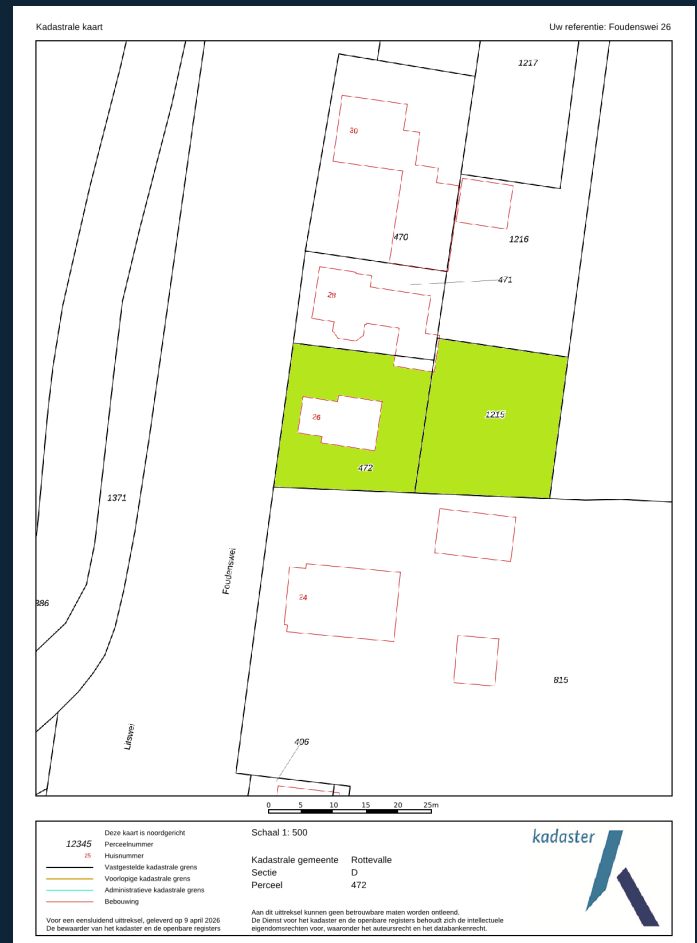 Kadastrale kaart
Uw referentie: Foudenswei 26
1217
30
470
1216
471
28
1215
26
472
1371
Foudenswei
24
386
815
Litswei
406
0 5 10 15 20 25m
Deze kaart is noordgericht
12345 Perceelnummer
25 Huisnummer
Vastgestelde kadastrale grens
Voorlopige kadastrale grens
Administratieve kadastrale grens
Bebouwing
Voor een eensluidend uittreksel, geleverd op 9 april 2026
De bewaarder van het kadaster en de openbare registers
Schaal 1: 500
Kadastrale gemeente Rottevalle
Sectie D
Perceel 472
Aan dit uittreksel kunnen geen betrouwbare maten worden ontleend.
De Dienst voor het kadaster en de openbare registers behoudt zich de intellectuele
eigendomsrechten voor, waaronder het auteursrecht en het databankenrecht.
kadaster